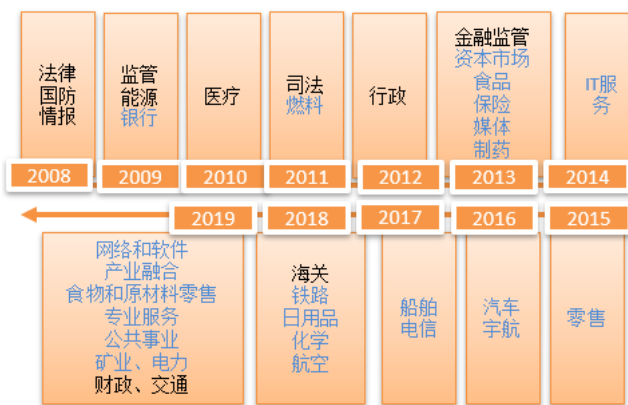 法律
国防
情报
监管
能源
银行
医疗
司法
燃料
行政
金融监管
资本市场
食品
保险
媒体
制药
IT服
务
2008
2009
2010
2011
2012
2013
2014
2019
2018
2017
2016
2015
网络和软件
产业融合
食物和原材料零售
专业服务
公共事业
矿业、电力
财政、交通
海关
铁路
日用品
化学
航空
船舶
电信
汽车
宇航
零售